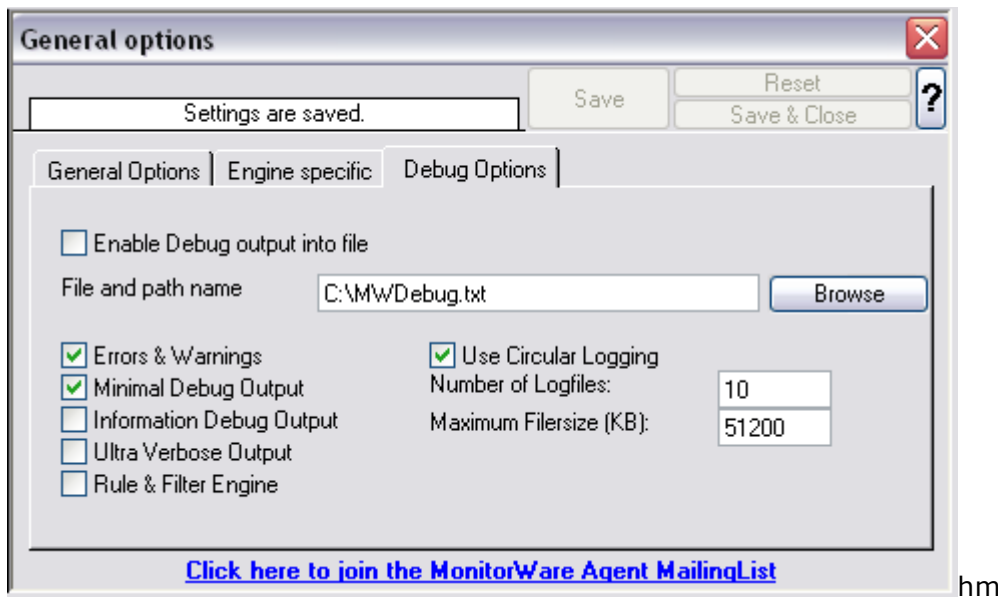 General options
Settings are saved.
Save
Reset
Save & Close
?
General Options
Engine specific
Debug Options
Enable Debug output into file
File and path name
C:\MWDebug.txt
Browse
Errors & Warnings
Use Circular Logging
Minimal Debug Output
Number of Logfiles:
10
Information Debug Output
Maximum Filersize (KB):
51200
Ultra Verbose Output
Rule & Filter Engine
Click here to join the MonitorWare Agent MailingList
hm